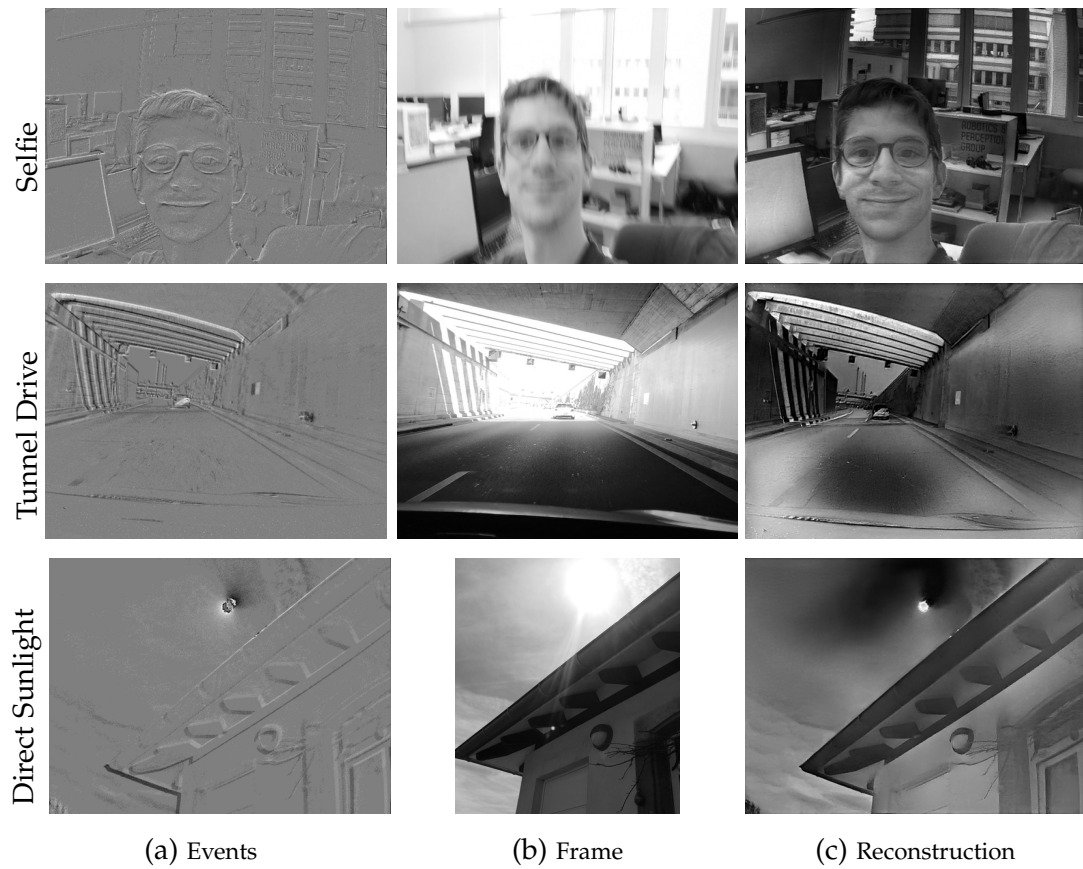 Selfie
ROBOTICS &
PERCEPTION
GROUP
Tunnel Drive
Direct Sunlight
(a) Events
(b) Frame
(c) Reconstruction